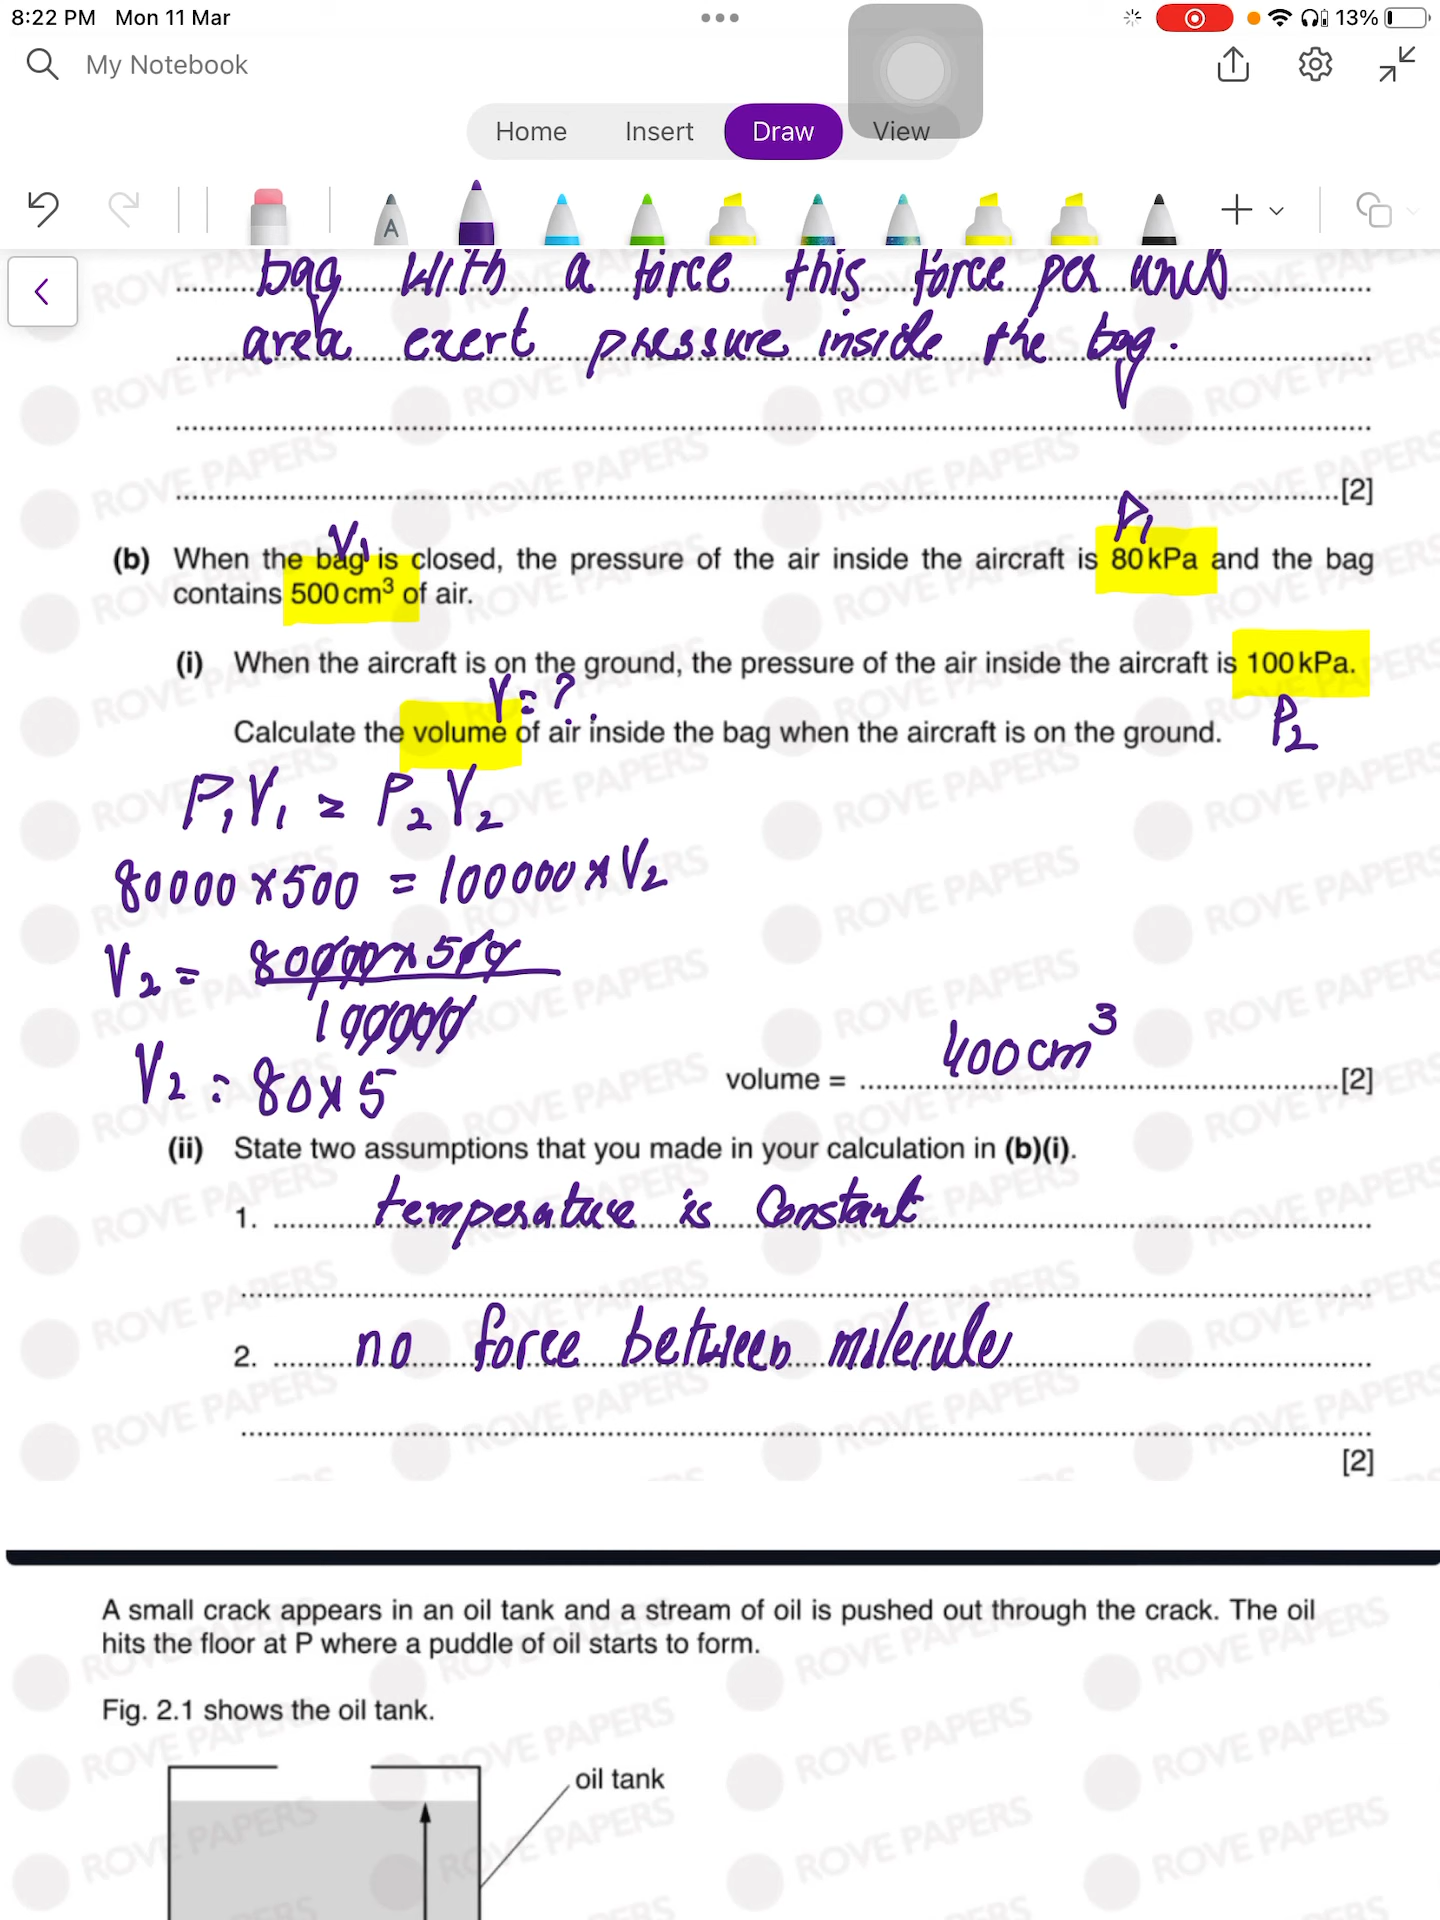 8:22 PM Mon 11 Mar
13%
My Notebook
Home Insert Draw View
A
bag with a force this force per unit
area exert pressure inside the bag.
[2]
P1
V1
(b) When the bag is closed, the pressure of the air inside the aircraft is 80 kPa and the bag
contains 500 cm³ of air.
(i) When the aircraft is on the ground, the pressure of the air inside the aircraft is 100 kPa.
V = ?
P2
Calculate the volume of air inside the bag when the aircraft is on the ground.
P1V1 = P2V2
80000 x 500 = 100000 x V2
V2 = 80000 x 500
100000
V2 = 80 x 5
400 cm³
volume = [2]
(ii) State two assumptions that you made in your calculation in (b)(i).
1. temperature is Constant
2. no force between molecule
[2]
A small crack appears in an oil tank and a stream of oil is pushed out through the crack. The oil
hits the floor at P where a puddle of oil starts to form.
Fig. 2.1 shows the oil tank.
oil tank
ROVE PAPERS